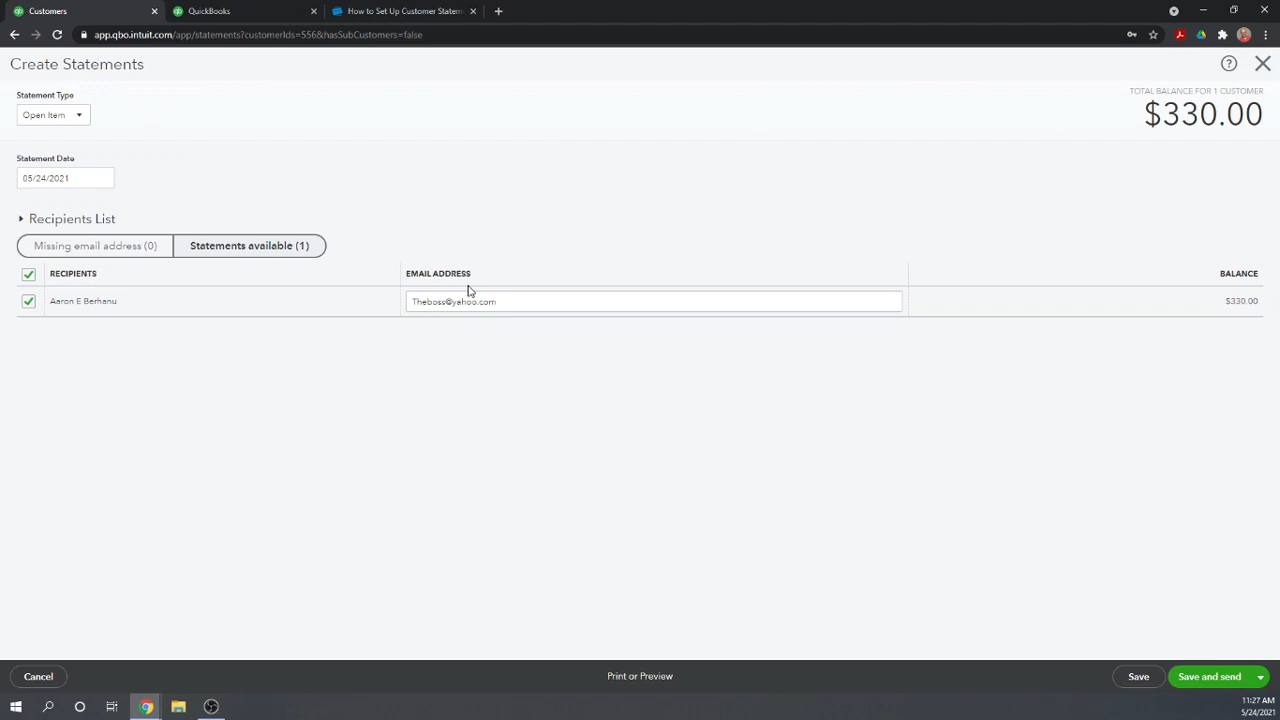 Customers
QuickBooks
How to Set Up Customer Statem
app.qbo.intuit.com/app/statements?customerIds=556&hasSubCustomers=false
Create Statements
Statement Type
Open Item
TOTAL BALANCE FOR 1 CUSTOMER
$330.00
Statement Date
05/24/2021
Recipients List
Missing email address (0)
Statements available (1)
RECIPIENTS EMAIL ADDRESS BALANCE
Aaron E Berhanu Theboss@yahoo.com $330.00
Cancel
Print or Preview
Save
Save and send
11:27 AM
5/24/2021